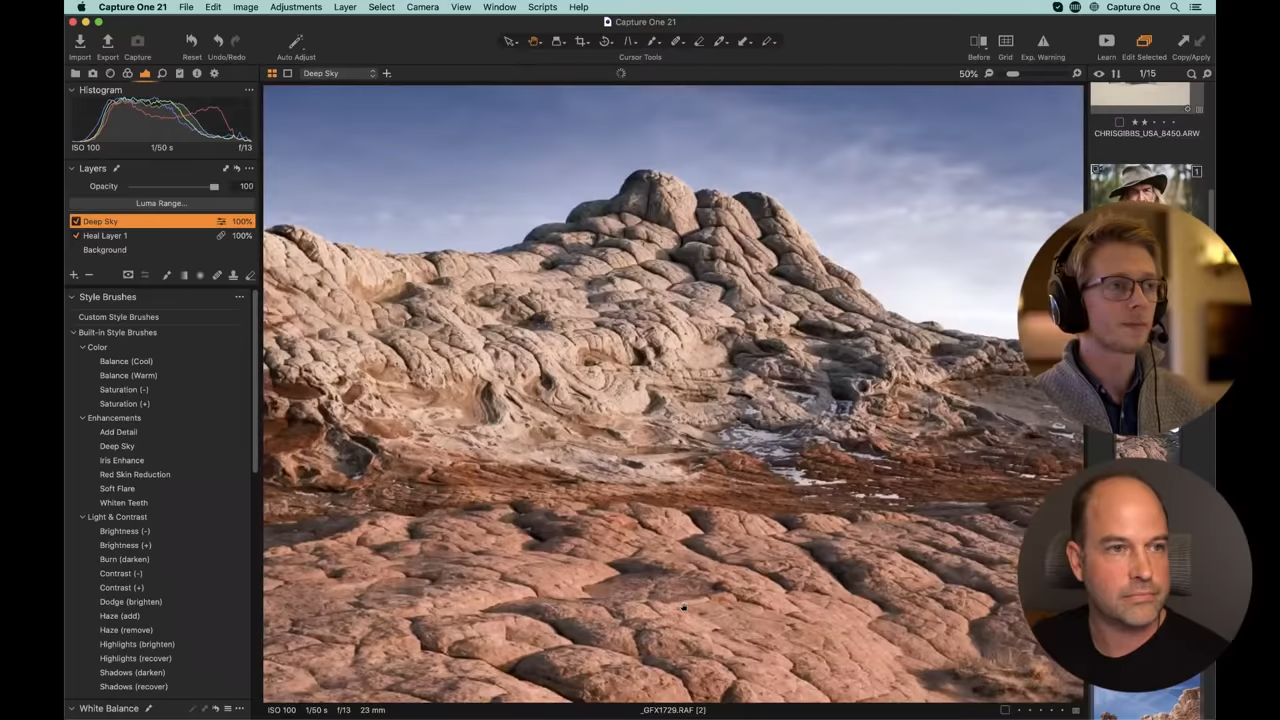 Capture One 21 File Edit Image Adjustments Layer Select Camera View Window Scripts Help Capture One
Capture One 21
Import Export Capture Reset Undo/Redo Auto Adjust Cursor Tools Before Grid Exp. Warning Learn Edit Selected Copy/Apply
Deep Sky 50% 1/15
Histogram
ISO 100 1/50 s f/13
CHRISGIBBS_USA_8450.ARW
Layers
1
Opacity 100
Luma Range...
Deep Sky 100%
Heal Layer 1 100%
Background
Style Brushes
Custom Style Brushes
Built-in Style Brushes
Color
Balance (Cool)
Balance (Warm)
Saturation (-)
Saturation (+)
Enhancements
Add Detail
Deep Sky
Iris Enhance
Red Skin Reduction
Soft Flare
Whiten Teeth
Light & Contrast
Brightness (-)
Brightness (+)
Burn (darken)
Contrast (-)
Contrast (+)
Dodge (brighten)
Haze (add)
Haze (remove)
Highlights (brighten)
Highlights (recover)
Shadows (darken)
Shadows (recover)
White Balance
ISO 100 1/50 s f/13 23 mm _GFX1729.RAF [2]